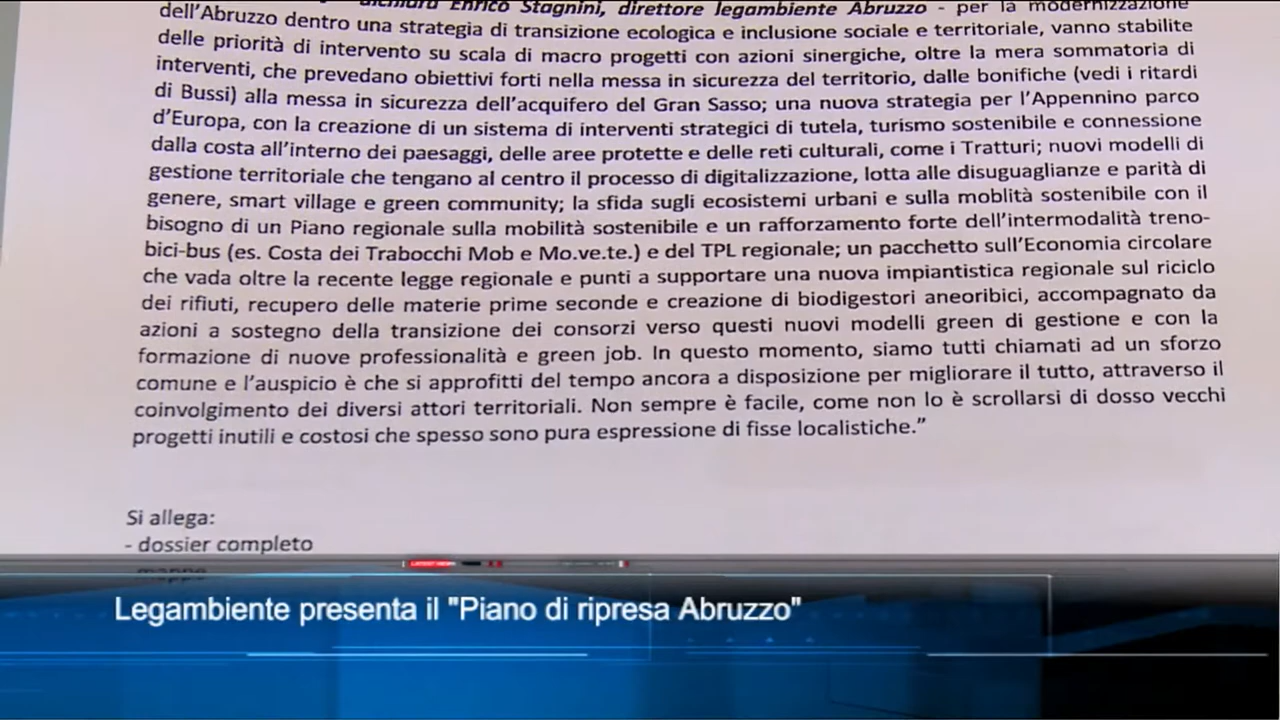 dichiara Enrico Stagnini, direttore legambiente Abruzzo - per la modernizzazione
dell'Abruzzo dentro una strategia di transizione ecologica e inclusione sociale e territoriale, vanno stabilite
delle priorità di intervento su scala di macro progetti con azioni sinergiche, oltre la mera sommatoria di
interventi, che prevedano obiettivi forti nella messa in sicurezza del territorio, dalle bonifiche (vedi i ritardi
di Bussi) alla messa in sicurezza dell'acquifero del Gran Sasso; una nuova strategia per l'Appennino parco
d'Europa, con la creazione di un sistema di interventi strategici di tutela, turismo sostenibile e connessione
dalla costa all'interno dei paesaggi, delle aree protette e delle reti culturali, come i Tratturi; nuovi modelli di
gestione territoriale che tengano al centro il processo di digitalizzazione, lotta alle disuguaglianze e parità di
genere, smart village e green community; la sfida sugli ecosistemi urbani e sulla moblità sostenibile con il
bisogno di un Piano regionale sulla mobilità sostenibile e un rafforzamento forte dell'intermodalità treno-
bici-bus (es. Costa dei Trabocchi Mob e Mo.ve.te.) e del TPL regionale; un pacchetto sull'Economia circolare
che vada oltre la recente legge regionale e punti a supportare una nuova impiantistica regionale sul riciclo
dei rifiuti, recupero delle materie prime seconde e creazione di biodigestori aneoribici, accompagnato da
azioni a sostegno della transizione dei consorzi verso questi nuovi modelli green di gestione e con la
formazione di nuove professionalità e green job. In questo momento, siamo tutti chiamati ad un sforzo
comune e l'auspicio è che si approfitti del tempo ancora a disposizione per migliorare il tutto, attraverso il
coinvolgimento dei diversi attori territoriali. Non sempre è facile, come non lo è scrollarsi di dosso vecchi
progetti inutili e costosi che spesso sono pura espressione di fisse localistiche."
Si allega:
- dossier completo
- mappe
LATEST NEWS
Legambiente presenta il "Piano di ripresa Abruzzo"